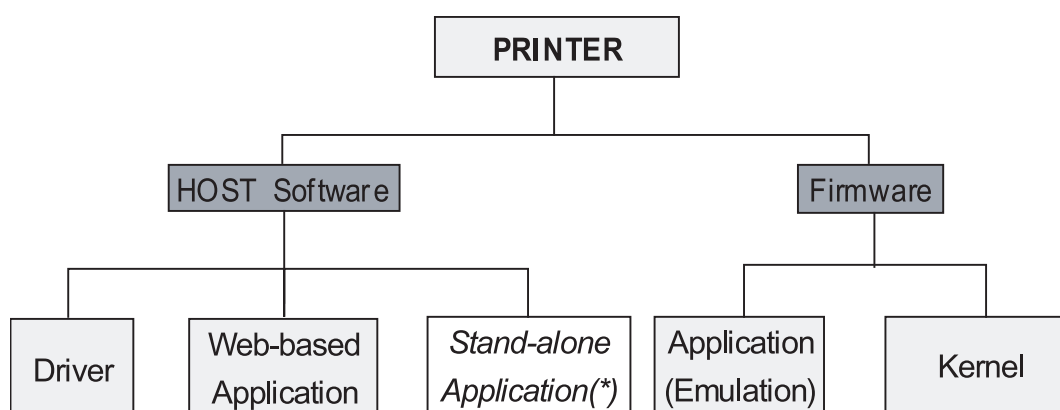 PRINTER
HOST Software
Firmware
Driver
Web-based
Application
Stand-alone
Application(*)
Application
(Emulation)
Kernel